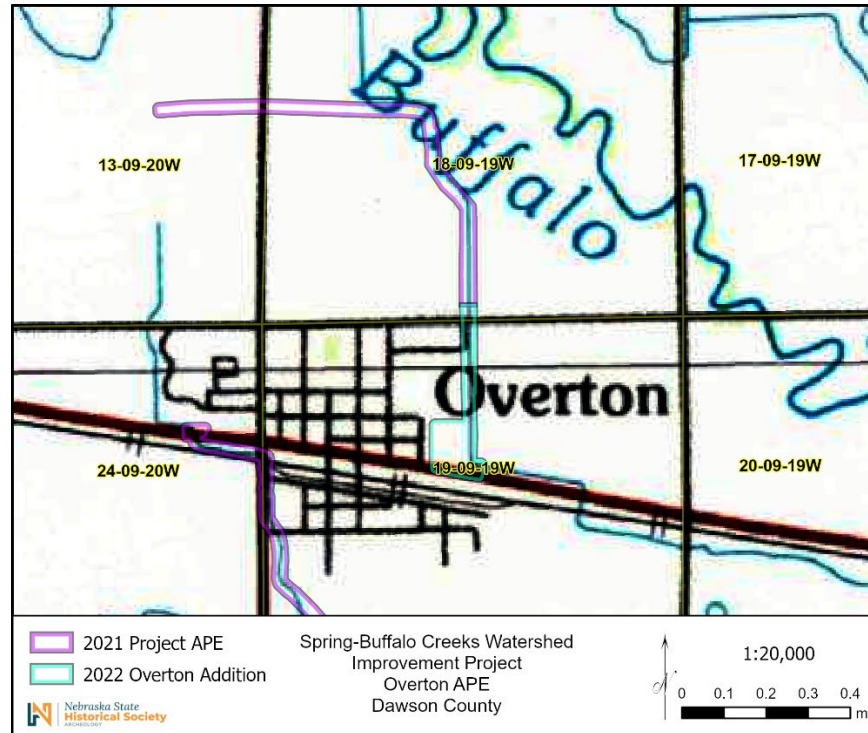 Buffalo
13-09-20W
18-09-19W
17-09-19W
Overton
24-09-20W
19-09-19W
20-09-19W
2021 Project APE
2022 Overton Addition
Nebraska State
Historical Society
ARCHEOLOGY
Spring-Buffalo Creeks Watershed
Improvement Project
Overton APE
Dawson County
N
1:20,000
0 0.1 0.2 0.3 0.4
m